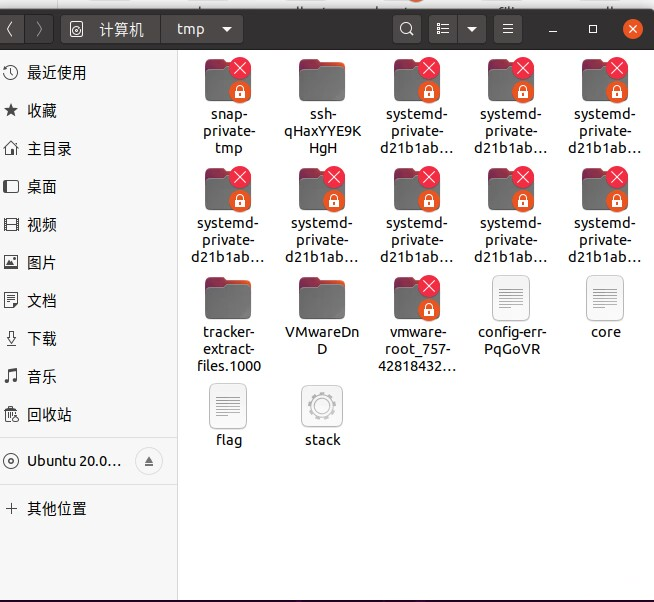 计算机 tmp
最近使用
收藏
主目录
桌面
视频
图片
文档
下载
音乐
回收站
Ubuntu 20.0...
其他位置
snap-
private-
tmp
ssh-
qHaxYYE9K
HgH
systemd-
private-
d21b1ab...
systemd-
private-
d21b1ab...
systemd-
private-
d21b1ab...
systemd-
private-
d21b1ab...
systemd-
private-
d21b1ab...
systemd-
private-
d21b1ab...
systemd-
private-
d21b1ab...
systemd-
private-
d21b1ab...
tracker-
extract-
files.1000
VMwareDn
D
vmware-
root_757-
42818432...
config-err-
PqGoVR
core
flag
stack